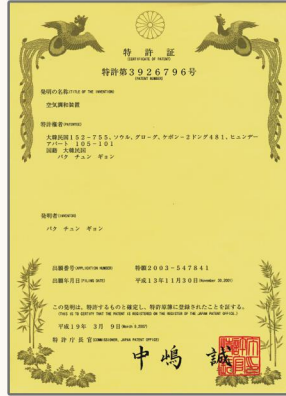 特許証
(CERTIFICATE OF PATENT)
特許第3926796号
(PATENT NUMBER)
発明の名称(TITLE OF THE INVENTION)
空気調和装置
特許権者(PATENTEE)
大韓民国152-755、ソウル、グロ-グ、ケボン-2ドング481、ヒュンデー
アパート 105-101
国籍 大韓民国
パク チュン ギョン
発明者(INVENTOR)
パク チュン ギョン
出願番号(APPLICATION NUMBER) 特願2003-547841
出願年月日(FILING DATE) 平成13年11月30日(November 30,2001)
この発明は、特許するものと確定し、特許原簿に登録されたことを証する。
(THIS IS TO CERTIFY THAT THE PATENT IS REGISTERED ON THE REGISTER OF THE JAPAN PATENT OFFICE.)
平成19年 3月 9日(March 9,2007)
特許庁長官(COMMISSIONER, JAPAN PATENT OFFICE)
中嶋 誠